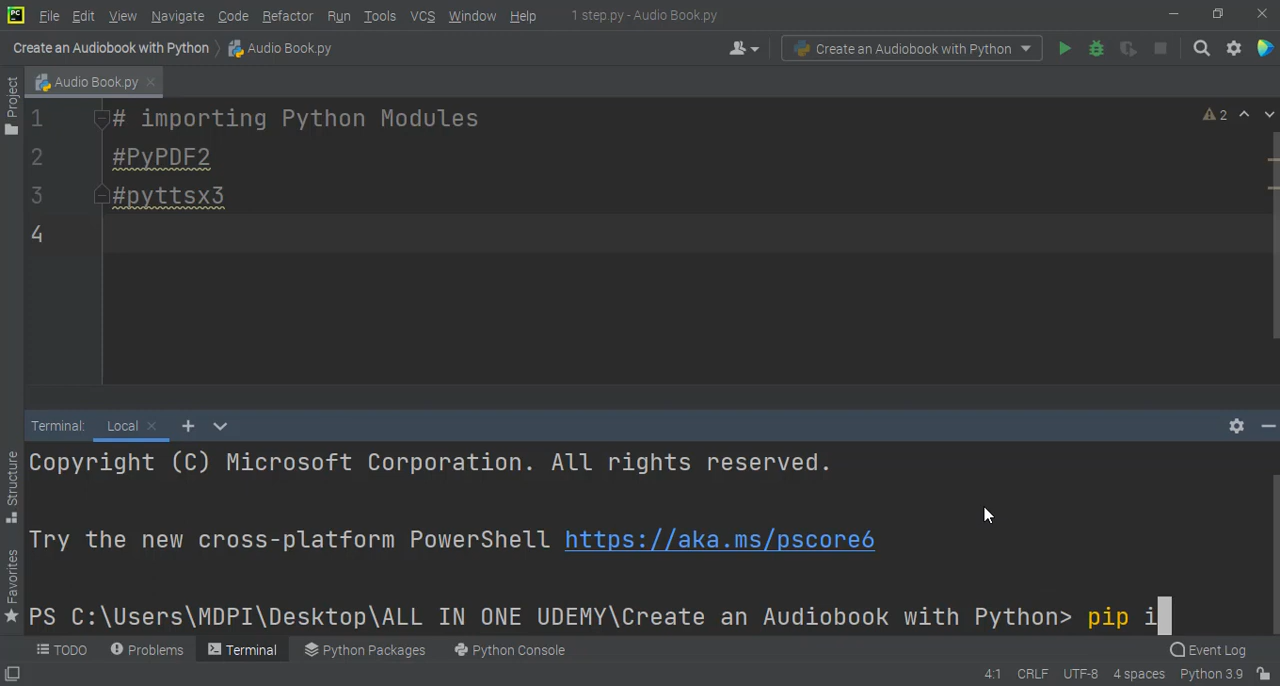 PC File Edit View Navigate Code Refactor Run Tools VCS Window Help 1 step.py - Audio Book.py
Create an Audiobook with Python Audio Book.py Create an Audiobook with Python
Project
Audio Book.py
1 # importing Python Modules
2 #PyPDF2
3 #pyttsx3
4
2
Terminal: Local
Copyright (C) Microsoft Corporation. All rights reserved.
Try the new cross-platform PowerShell https://aka.ms/pscore6
PS C:\Users\MDPI\Desktop\ALL IN ONE UDEMY\Create an Audiobook with Python> pip i
Structure
Favorites
TODO Problems Terminal Python Packages Python Console Event Log
4:1 CRLF UTF-8 4 spaces Python 3.9